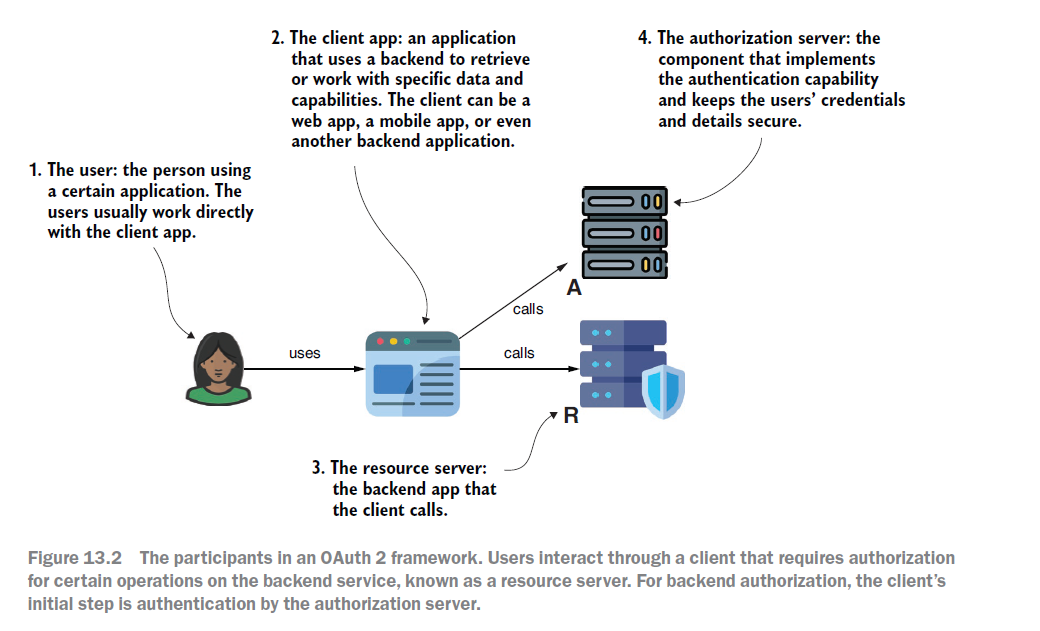 2. The client app: an application
that uses a backend to retrieve
or work with specific data and
capabilities. The client can be a
web app, a mobile app, or even
another backend application.
4. The authorization server: the
component that implements
the authentication capability
and keeps the users’ credentials
and details secure.
1. The user: the person using
a certain application. The
users usually work directly
with the client app.
A
calls
uses
calls
R
3. The resource server:
the backend app that
the client calls.
Figure 13.2 The participants in an OAuth 2 framework. Users interact through a client that requires authorization
for certain operations on the backend service, known as a resource server. For backend authorization, the client’s
initial step is authentication by the authorization server.